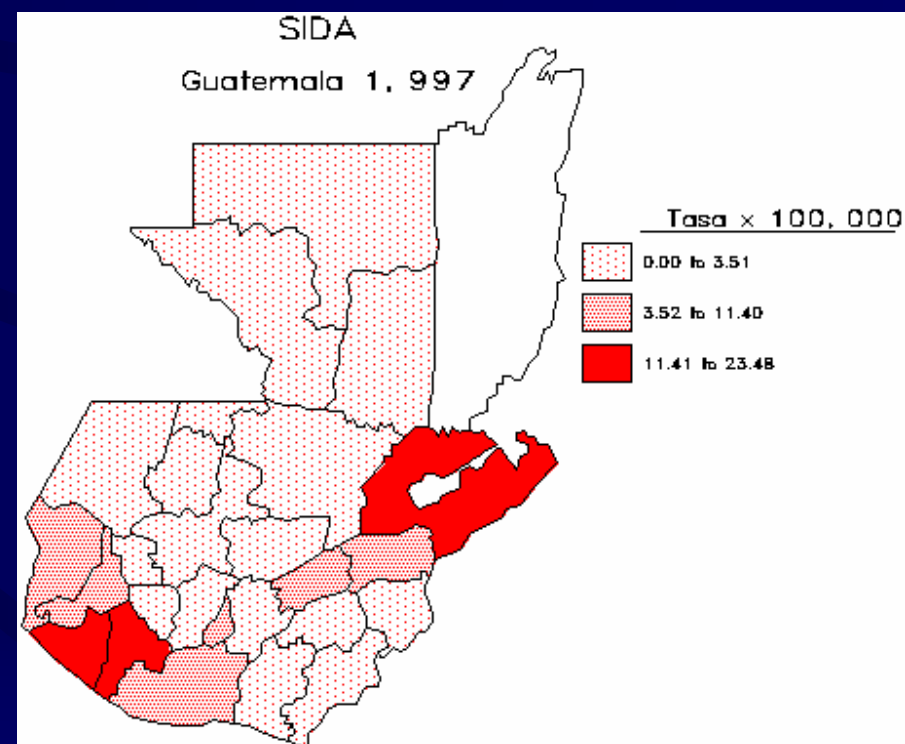 SIDA
Guatemala 1, 997
Tasa × 100, 000
0.00 to 3.51
3.52 to 11.40
11.41 to 23.48